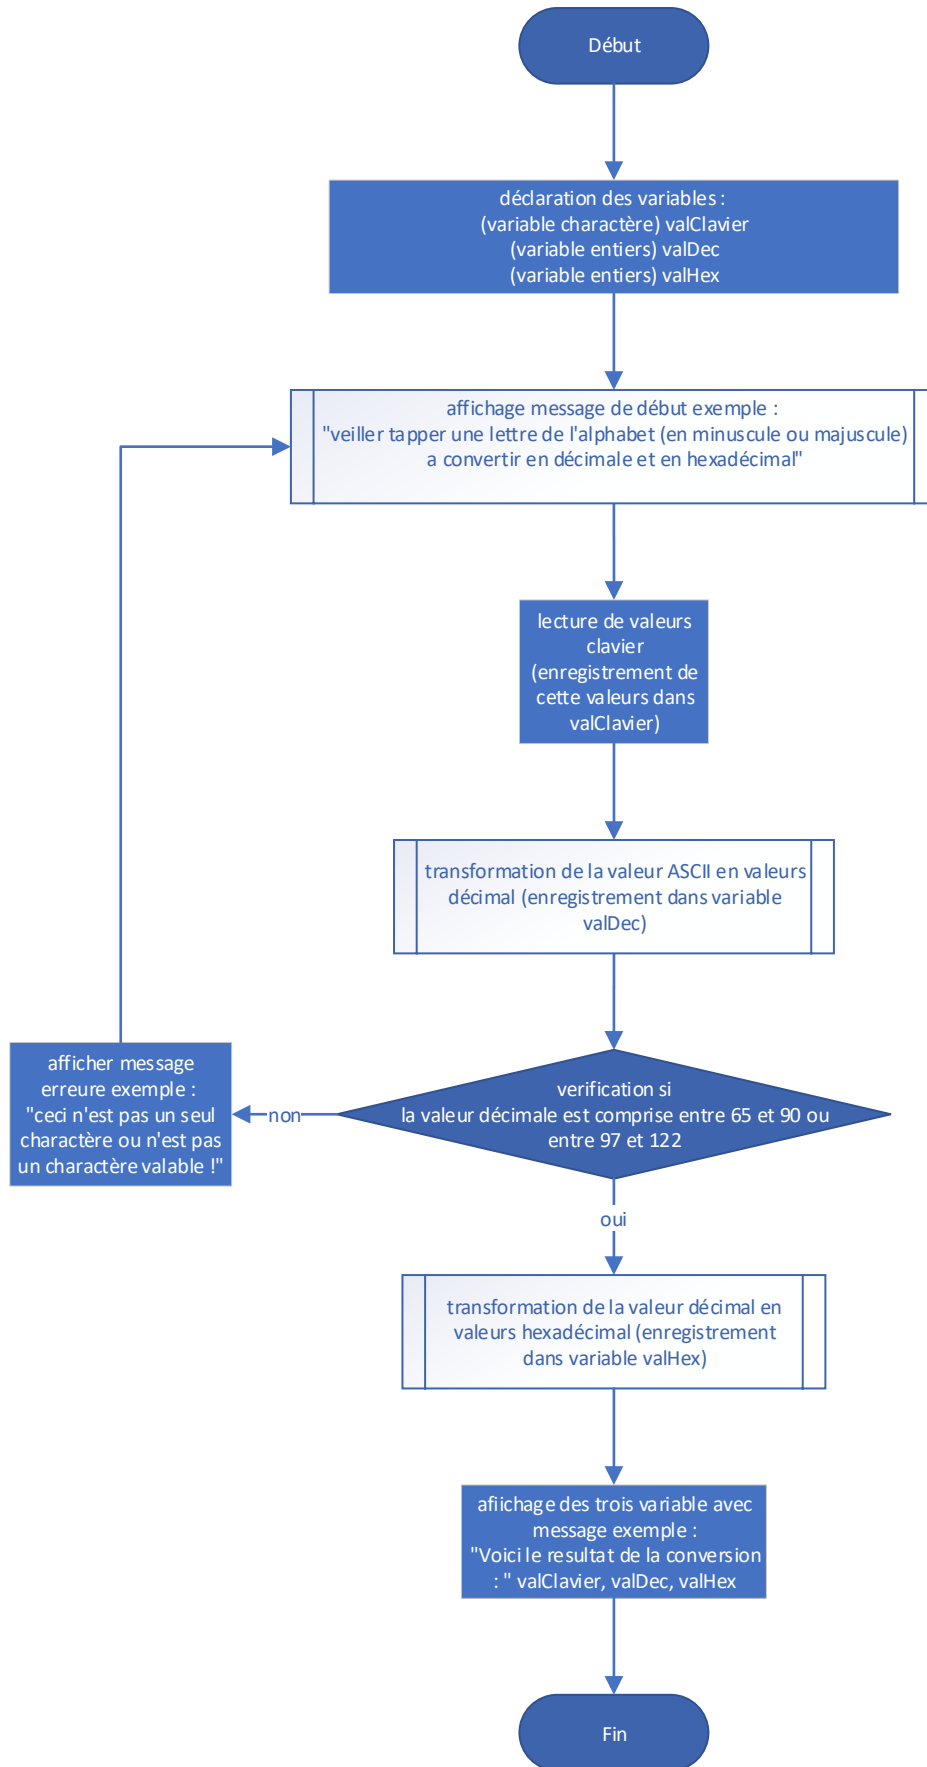 Début
déclaration des variables :
(variable charactère) valClavier
(variable entiers) valDec
(variable entiers) valHex
affichage message de début exemple :
"veiller tapper une lettre de l'alphabet (en minuscule ou majuscule)
a convertir en décimale et en hexadécimal"
lecture de valeurs
clavier
(enregistrement de
cette valeurs dans
valClavier)
transformation de la valeur ASCII en valeurs
décimal (enregistrement dans variable
valDec)
verification si
la valeur décimale est comprise entre 65 et 90 ou
entre 97 et 122
non
afficher message
erreure exemple :
"ceci n'est pas un seul
charactère ou n'est pas
un charactère valable !"
oui
transformation de la valeur décimal en
valeurs hexadécimal (enregistrement
dans variable valHex)
afiichage des trois variable avec
message exemple :
"Voici le resultat de la conversion
: " valClavier, valDec, valHex
Fin